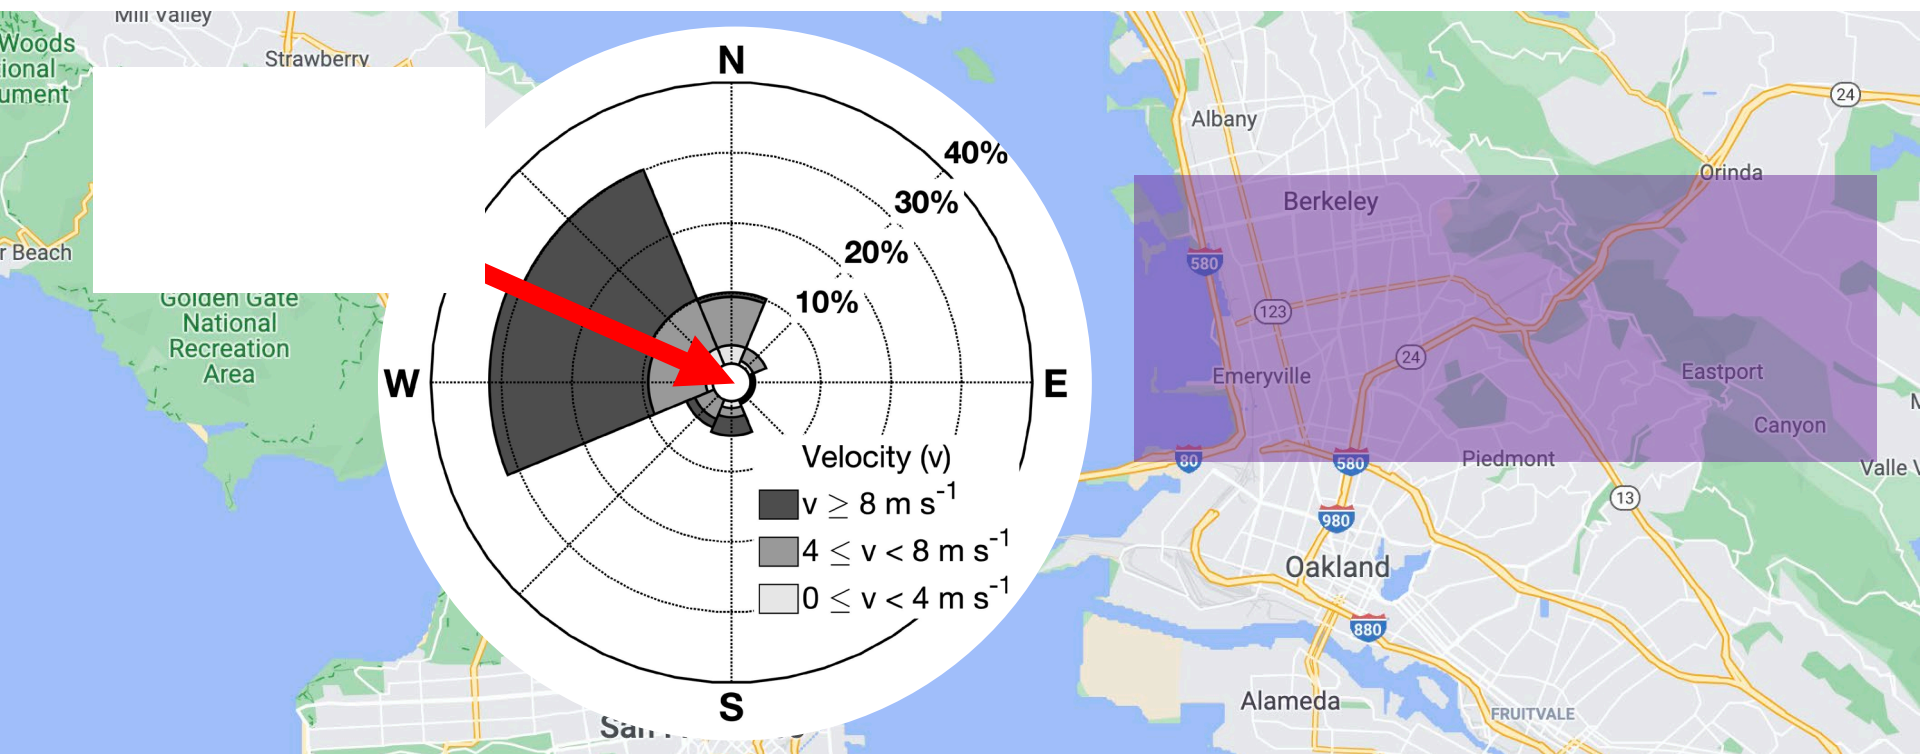 Mill Valley
Woods
ional
ument
Strawberry
r Beach
Golden Gate
National
Recreation
Area
N
W
E
S
40%
30%
20%
10%
Velocity (v)
v ≥ 8 m s-1
4 ≤ v < 8 m s-1
0 ≤ v < 4 m s-1
Albany
24
Orinda
Berkeley
580
123
24
Emeryville
Eastport
Canyon
80
580
Piedmont
Valle V
13
980
Oakland
880
Alameda
FRUITVALE
San